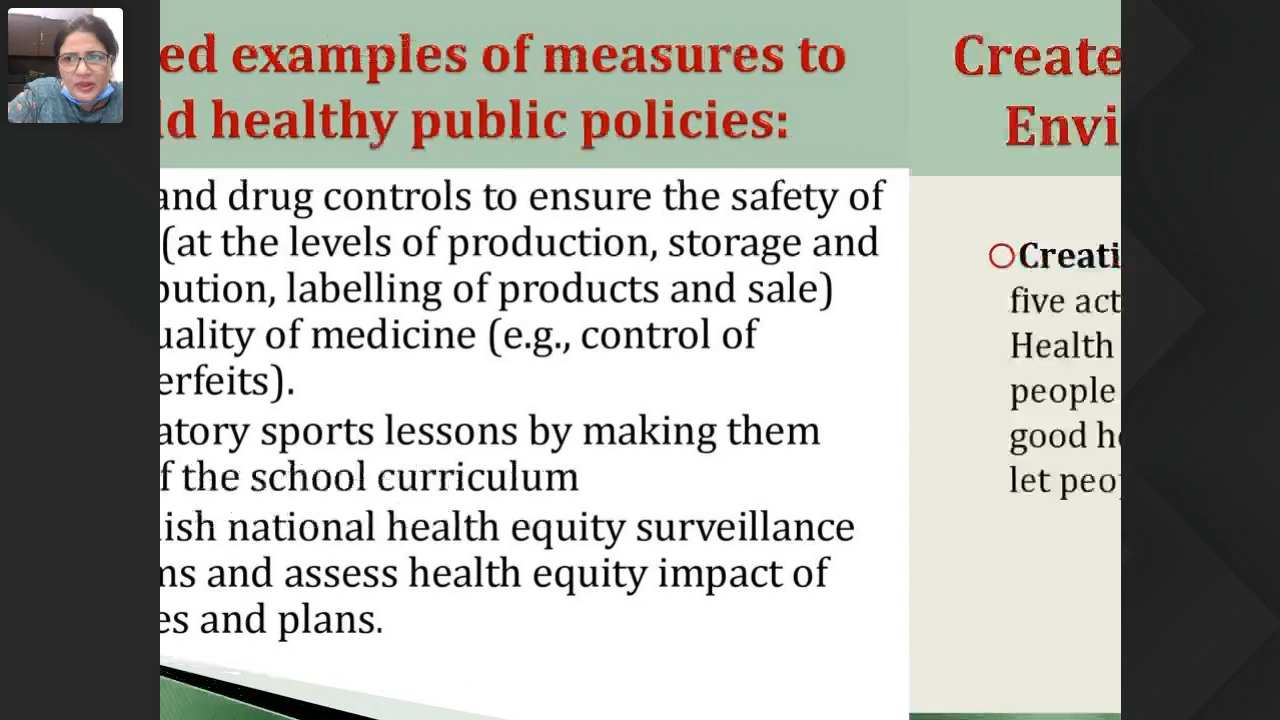 ed examples of measures to
ld healthy public policies:
and drug controls to ensure the safety of
(at the levels of production, storage and
bution, labelling of products and sale)
uality of medicine (e.g., control of
erfeits).
atory sports lessons by making them
f the school curriculum
ish national health equity surveillance
ms and assess health equity impact of
es and plans.
Create
Envi
Creati
five act
Health
people
good he
let peo